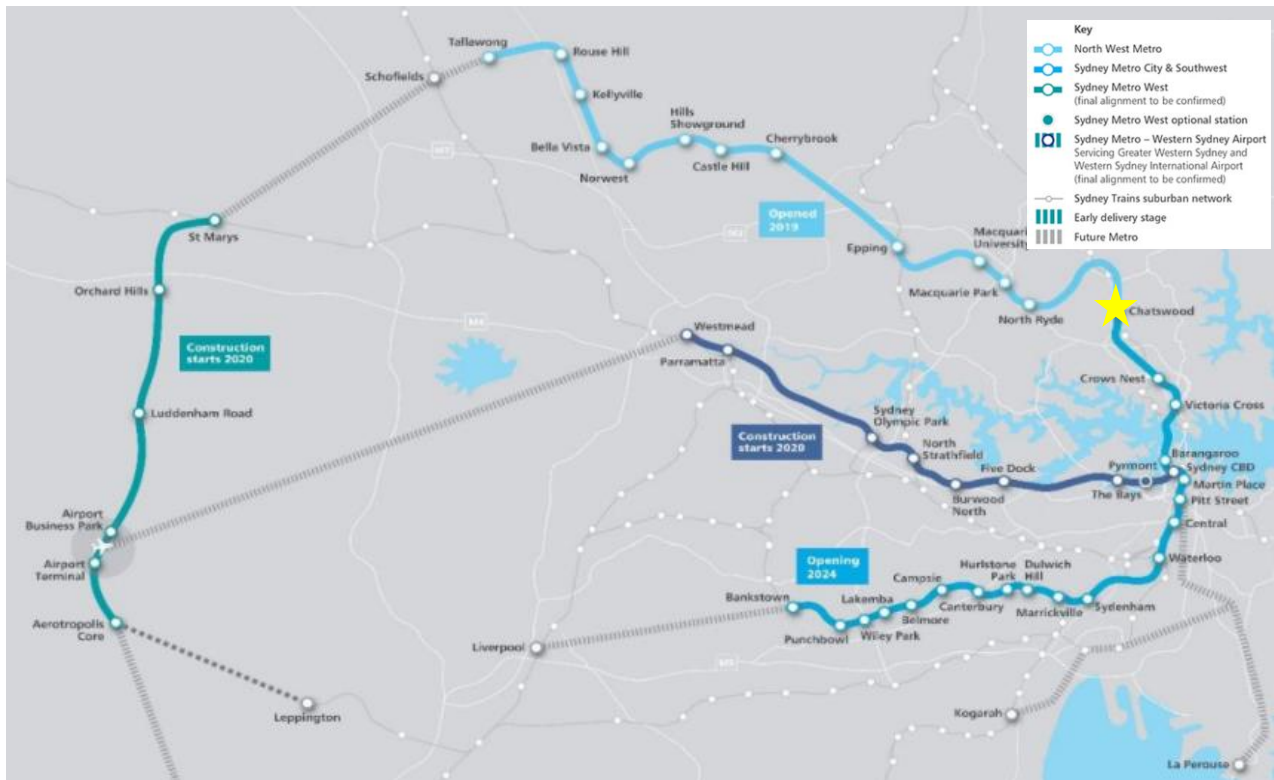 Key
North West Metro
Sydney Metro City & Southwest
Sydney Metro West
(final alignment to be confirmed)
Sydney Metro West optional station
Sydney Metro – Western Sydney Airport
Servicing Greater Western Sydney and
Western Sydney International Airport
(final alignment to be confirmed)
Sydney Trains suburban network
Early delivery stage
Future Metro
Tallawong
Rouse Hill
Schofields
Kellyville
Hills
Showground
Cherrybrook
Bella Vista
Castle Hill
Norwest
Opened
2019
St Marys
Epping
Macquari
Universit
Orchard Hills
Macquarie Park
North Ryde
Chatswood
Westmead
Parramatta
Construction
starts 2020
Crows Nest
Victoria Cross
Luddenham Road
Sydney
Olympic Park
Construction
starts 2020
North
Strathfield
Five Dock
Pyrmont
Barangaroo
Sydney CBD
Martin Place
The Bays
Pitt Street
Burwood
North
Airport
Business Park
Central
Airport
Terminal
Opening
2024
Waterloo
Hurlstone
Park
Dulwich
Hill
Campsie
Bankstown
Lakemba
Canterbury
Marrickville
Sydenham
Belmore
Wiley Park
Punchbowl
Aerotropolis
Core
Liverpool
Leppington
Kogarah
La Perouse
M4